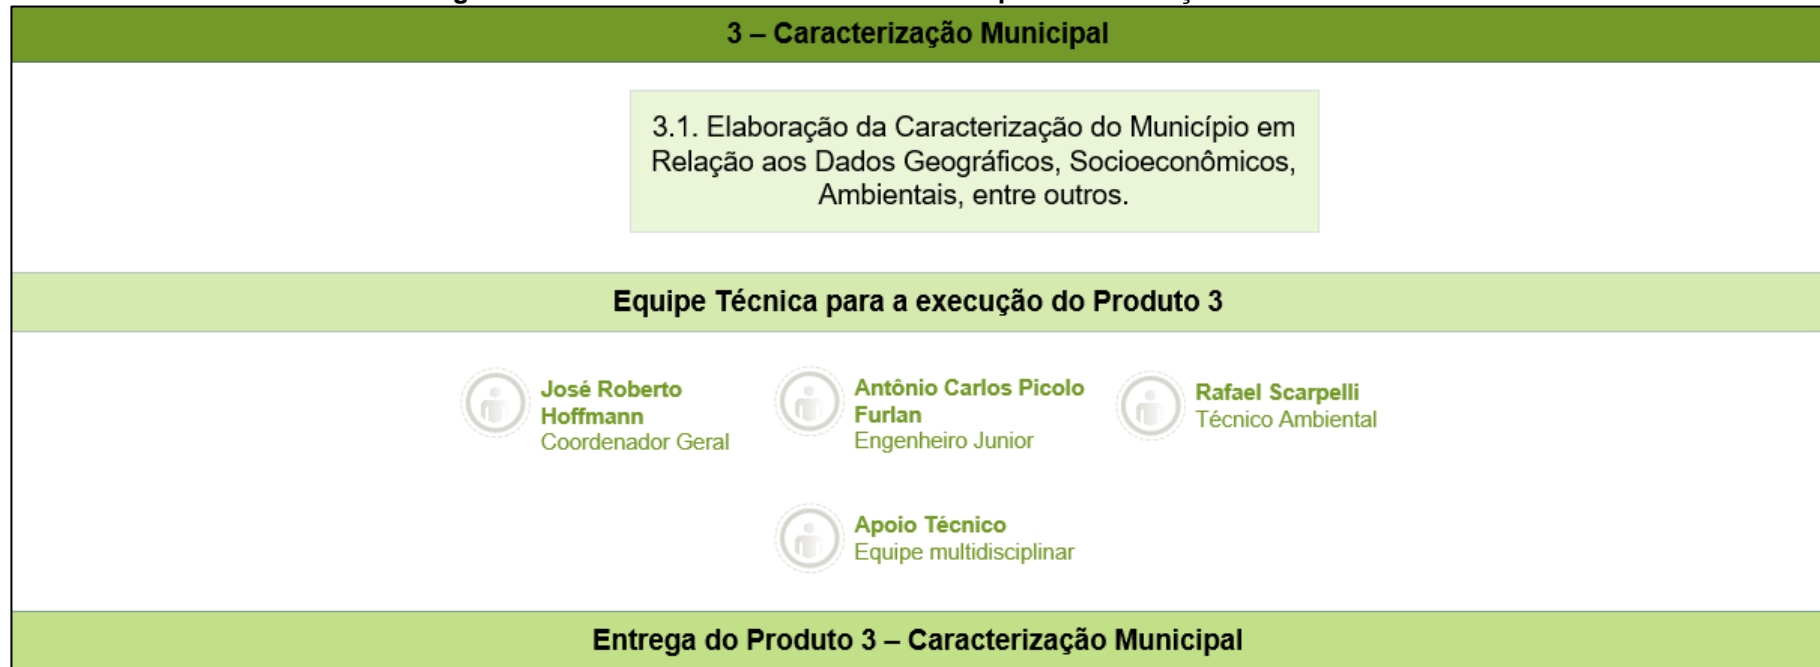 3 – Caracterização Municipal
3.1. Elaboração da Caracterização do Município em
Relação aos Dados Geográficos, Socioeconômicos,
Ambientais, entre outros.
Equipe Técnica para a execução do Produto 3
José Roberto
Hoffmann
Coordenador Geral
Antônio Carlos Picolo
Furlan
Engenheiro Junior
Rafael Scarpelli
Técnico Ambiental
Apoio Técnico
Equipe multidisciplinar
Entrega do Produto 3 – Caracterização Municipal